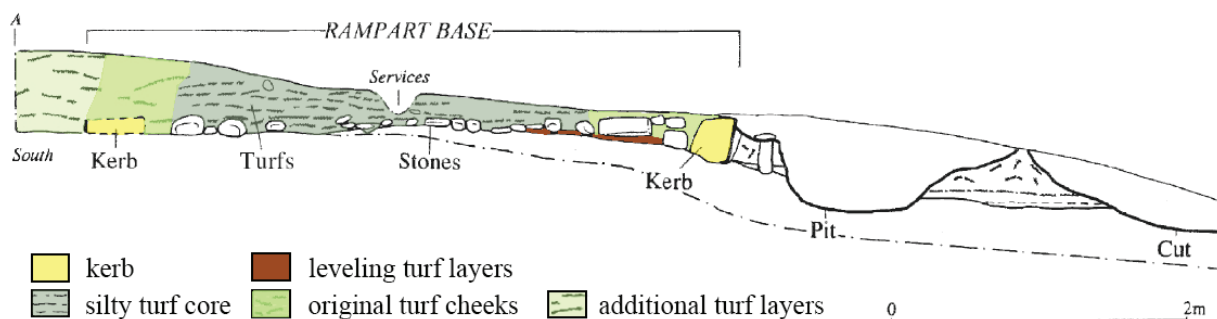 A
RAMPART BASE
Services
South
Kerb
Turfs
Stones
Kerb
Pit
Cut
kerb
leveling turf layers
silty turf core
original turf cheeks
additional turf layers
0
2m